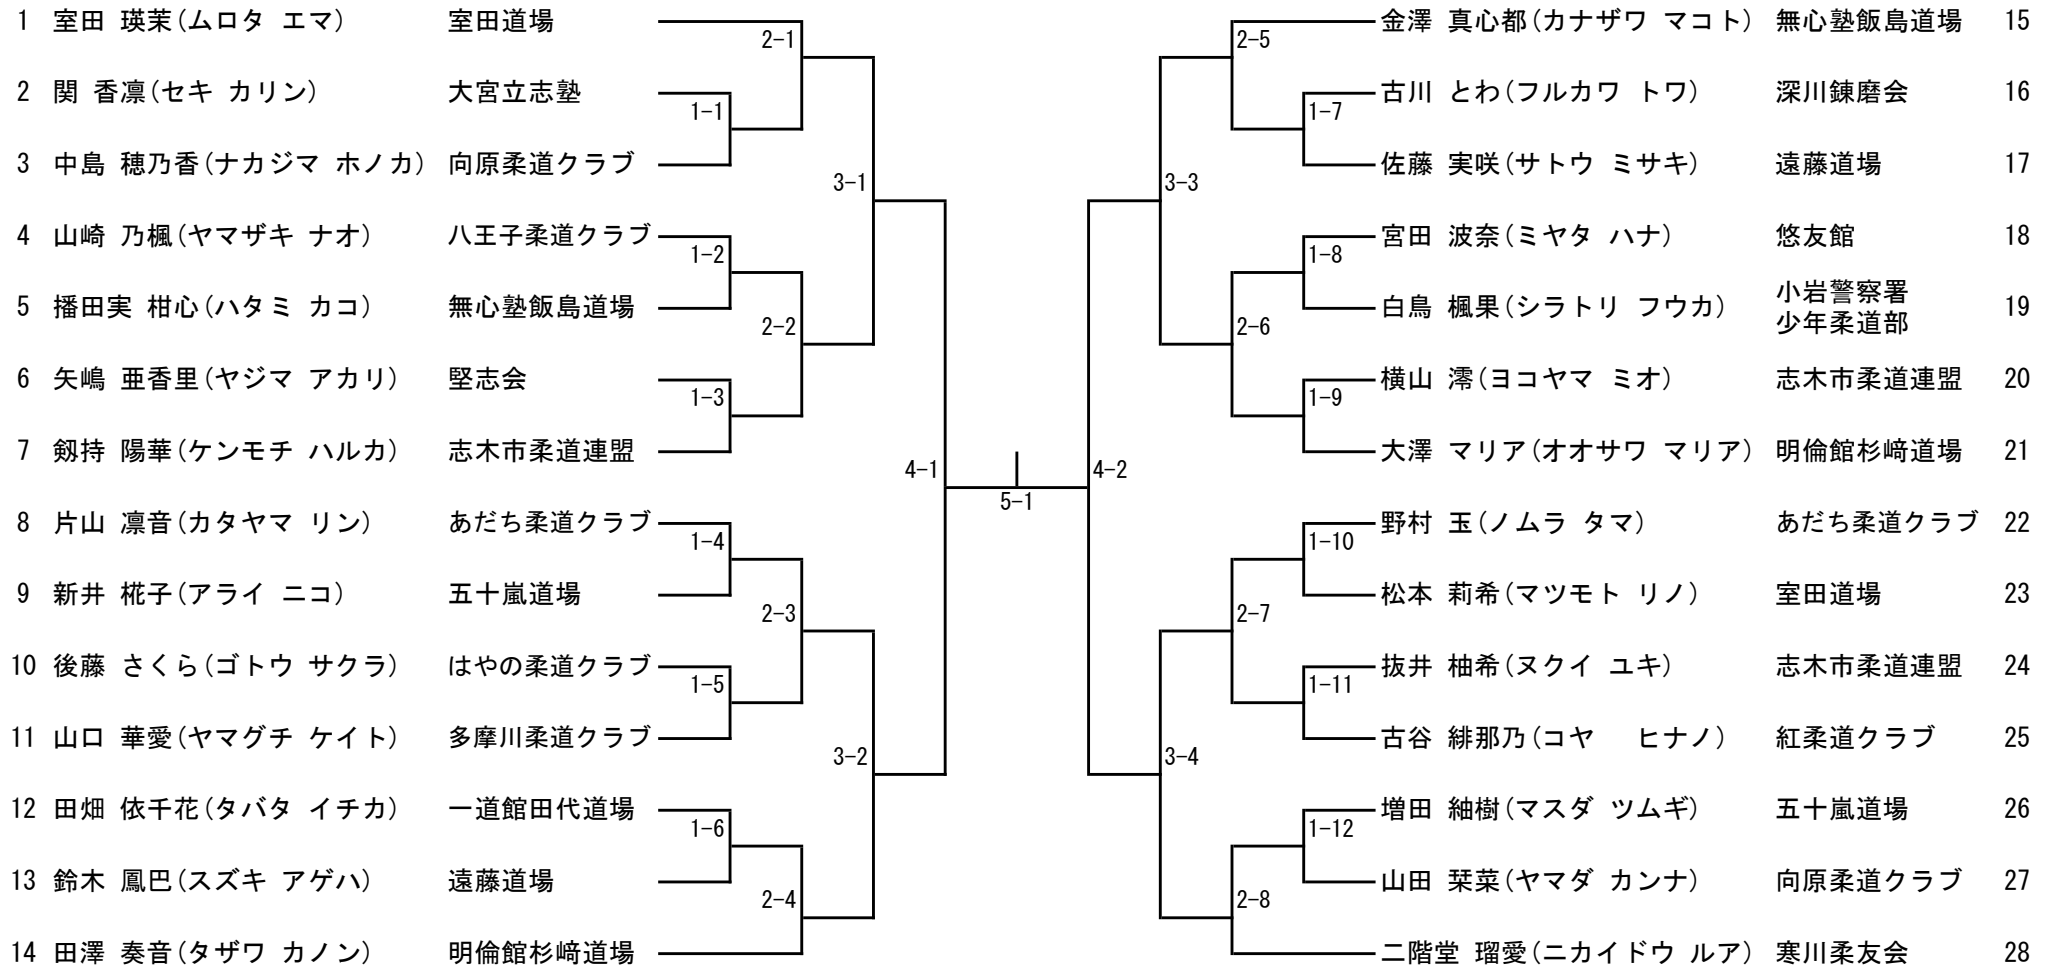 1 室田 瑛茉(ムロタ エマ) 室田道場
2 関 香凛(セキ カリン) 大宮立志塾
3 中島 穂乃香(ナカジマ ホノカ) 向原柔道クラブ
4 山崎 乃楓(ヤマザキ ナオ) 八王子柔道クラブ
5 播田実 柑心(ハタミ カコ) 無心塾飯島道場
6 矢嶋 亜香里(ヤジマ アカリ) 堅志会
7 剱持 陽華(ケンモチ ハルカ) 志木市柔道連盟
8 片山 凛音(カタヤマ リン) あだち柔道クラブ
9 新井 椛子(アライ ニコ) 五十嵐道場
10 後藤 さくら(ゴトウ サクラ) はやの柔道クラブ
11 山口 華愛(ヤマグチ ケイト) 多摩川柔道クラブ
12 田畑 依千花(タバタ イチカ) 一道館田代道場
13 鈴木 鳳巴(スズキ アゲハ) 遠藤道場
14 田澤 奏音(タザワ カノン) 明倫館杉﨑道場
2-1
1-1
3-1
1-2
2-2
1-3
4-1
1-4
2-3
1-5
3-2
1-6
2-4
5-1
2-5
1-7
3-3
1-8
2-6
1-9
4-2
1-10
2-7
1-11
3-4
1-12
2-8
金澤 真心都(カナザワ マコト) 無心塾飯島道場 15
古川 とわ(フルカワ トワ) 深川錬磨会 16
佐藤 実咲(サトウ ミサキ) 遠藤道場 17
宮田 波奈(ミヤタ ハナ) 悠友館 18
白鳥 楓果(シラトリ フウカ) 小岩警察署
少年柔道部 19
横山 澪(ヨコヤマ ミオ) 志木市柔道連盟 20
大澤 マリア(オオサワ マリア) 明倫館杉﨑道場 21
野村 玉(ノムラ タマ) あだち柔道クラブ 22
松本 莉希(マツモト リノ) 室田道場 23
抜井 柚希(ヌクイ ユキ) 志木市柔道連盟 24
古谷 緋那乃(コヤ ヒナノ) 紅柔道クラブ 25
増田 紬樹(マスダ ツムギ) 五十嵐道場 26
山田 栞菜(ヤマダ カンナ) 向原柔道クラブ 27
二階堂 瑠愛(ニカイドウ ルア) 寒川柔友会 28